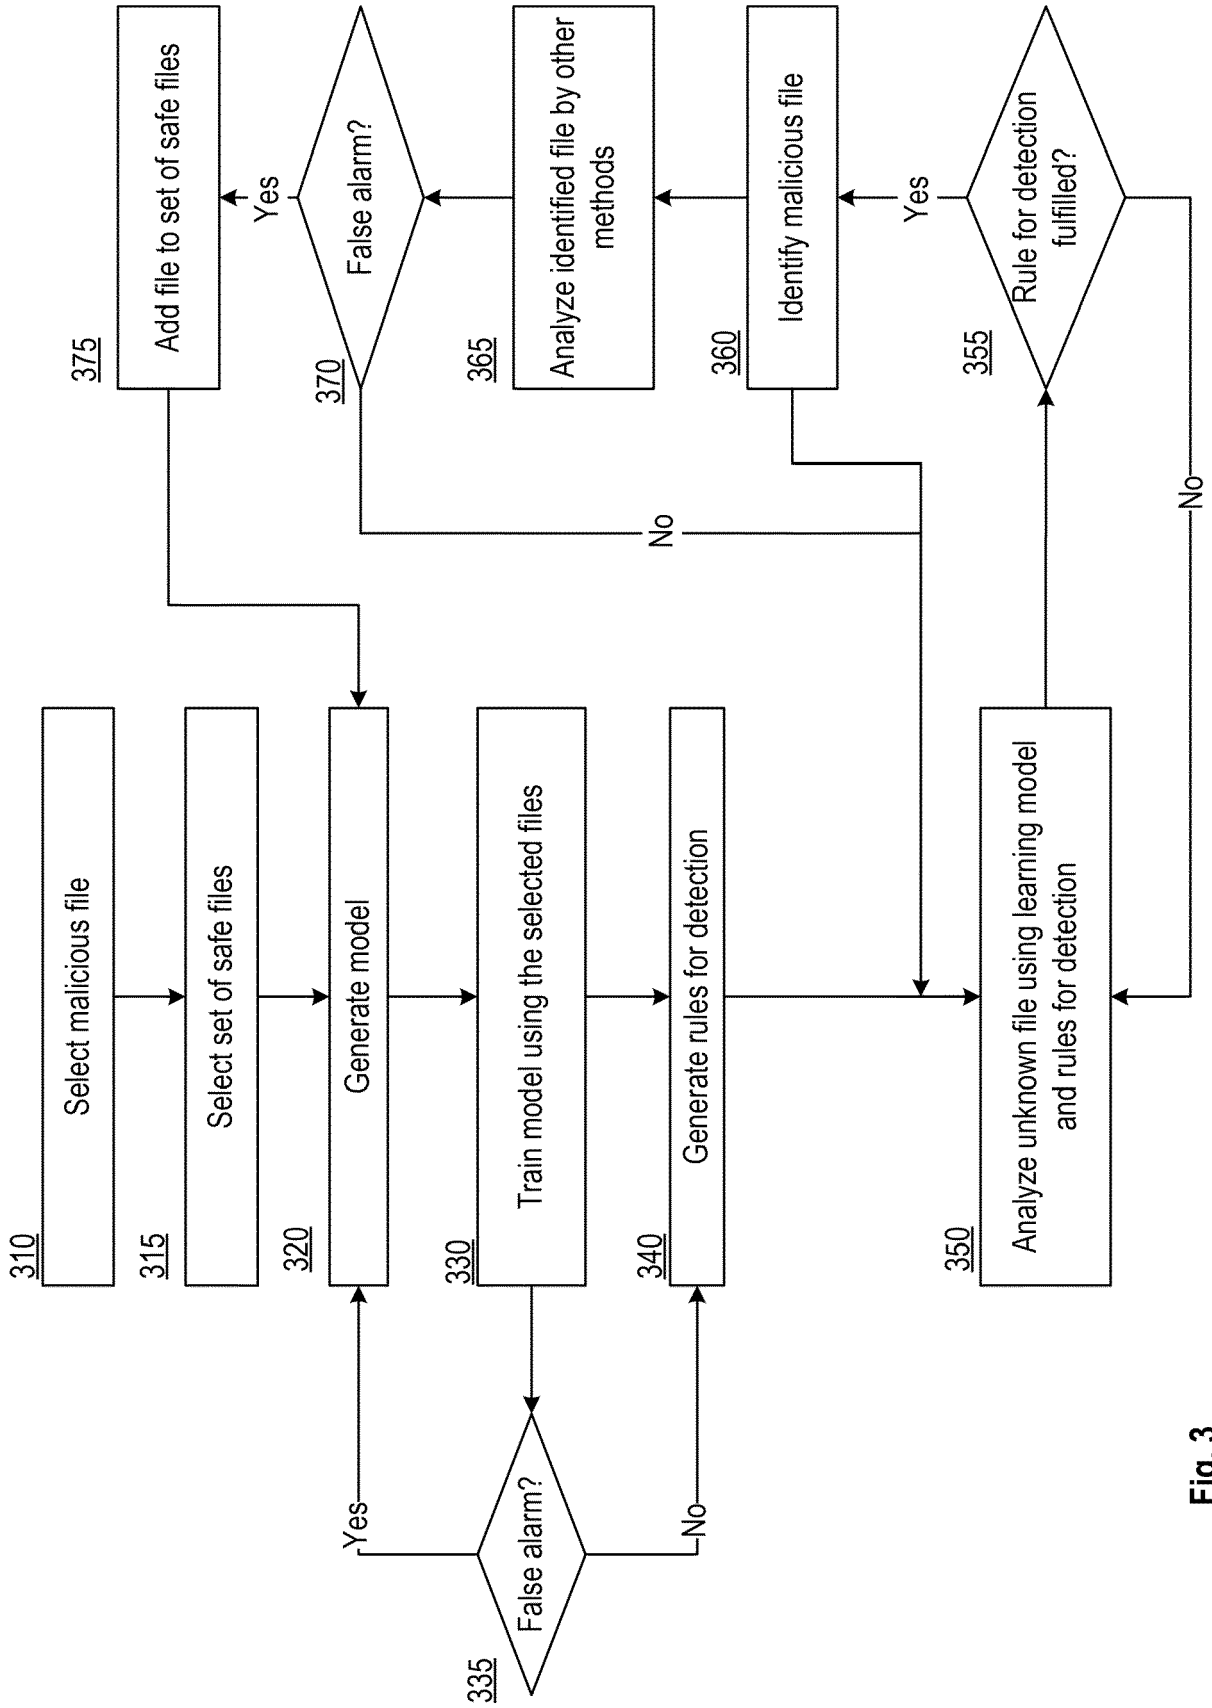 310
Select malicious file
315
Select set of safe files
320
Generate model
330
Train model using the selected files
335
False alarm?
Yes
No
340
Generate rules for detection
350
Analyze unknown file using learning model
and rules for detection
355
Rule for detection
fulfilled?
Yes
No
360
Identify malicious file
365
Analyze identified file by other
methods
370
False alarm?
Yes
No
375
Add file to set of safe files
Fig. 3